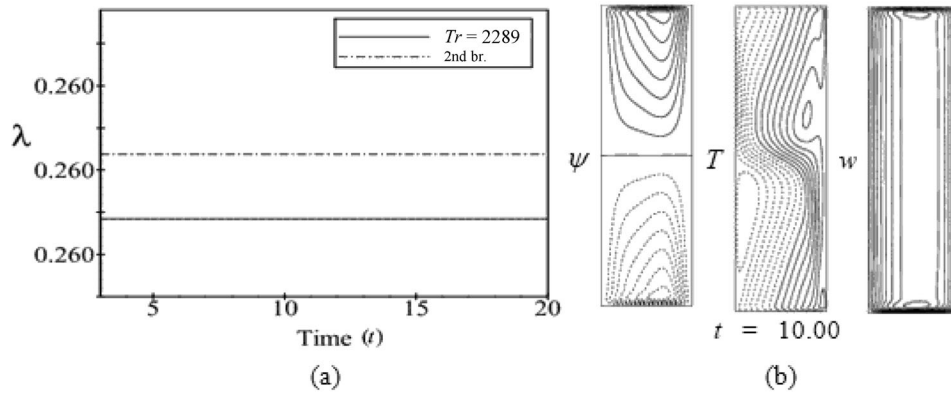 Tr = 2289
2nd br.
0.260
λ
0.260
0.260
5 10 15 20
Time (t)
(a)
ψ T w
t = 10.00
(b)